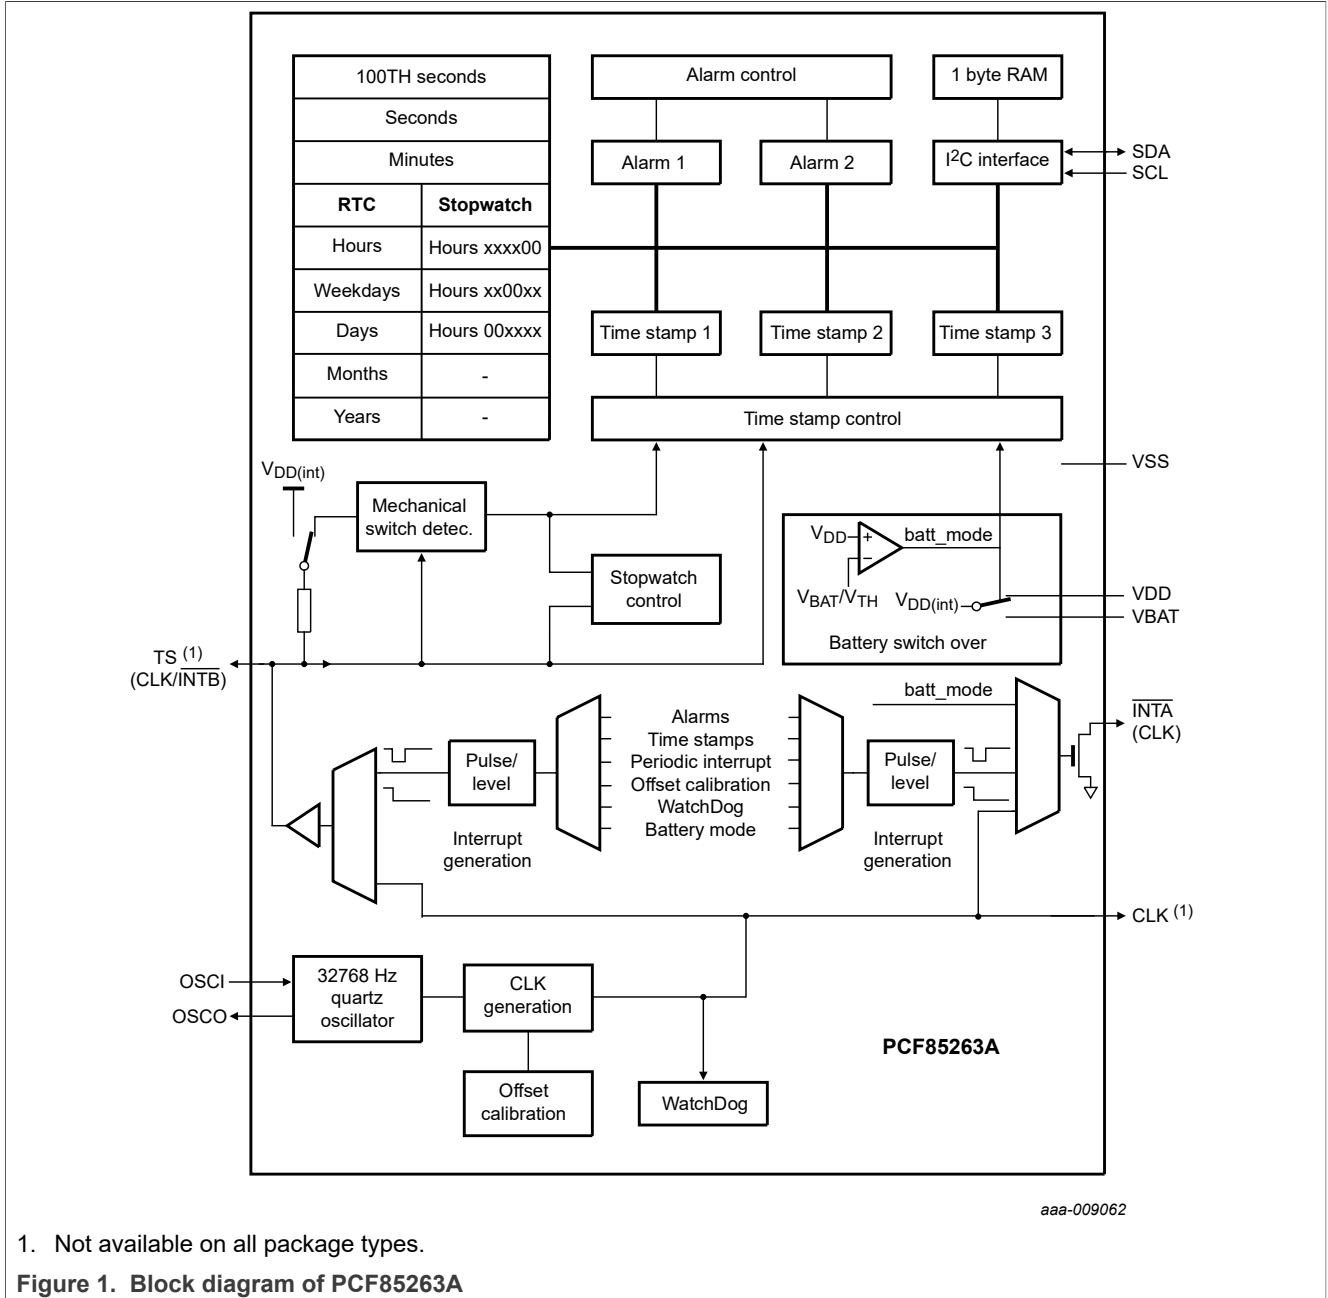 100TH seconds
Seconds
Minutes
RTC
Stopwatch
Hours
Hours xxxx00
Weekdays
Hours xx00xx
Days
Hours 00xxxx
Months
-
Years
-
Alarm control
Alarm 1
Alarm 2
1 byte RAM
I2C interface
SDA
SCL
Time stamp 1
Time stamp 2
Time stamp 3
Time stamp control
VSS
VDD(int)
Mechanical
switch detec.
Stopwatch
control
VDD
batt_mode
+
−
VBAT/VTH
VDD(int)
Battery switch over
VDD
VBAT
TS (1)
(CLK/INTB)
batt_mode
INTA
(CLK)
Pulse/
level
Interrupt
generation
Alarms
Time stamps
Periodic interrupt
Offset calibration
WatchDog
Battery mode
Pulse/
level
Interrupt
generation
CLK (1)
OSCI
OSCO
32768 Hz
quartz
oscillator
CLK
generation
Offset
calibration
WatchDog
PCF85263A
aaa-009062
1. Not available on all package types.
Figure 1. Block diagram of PCF85263A